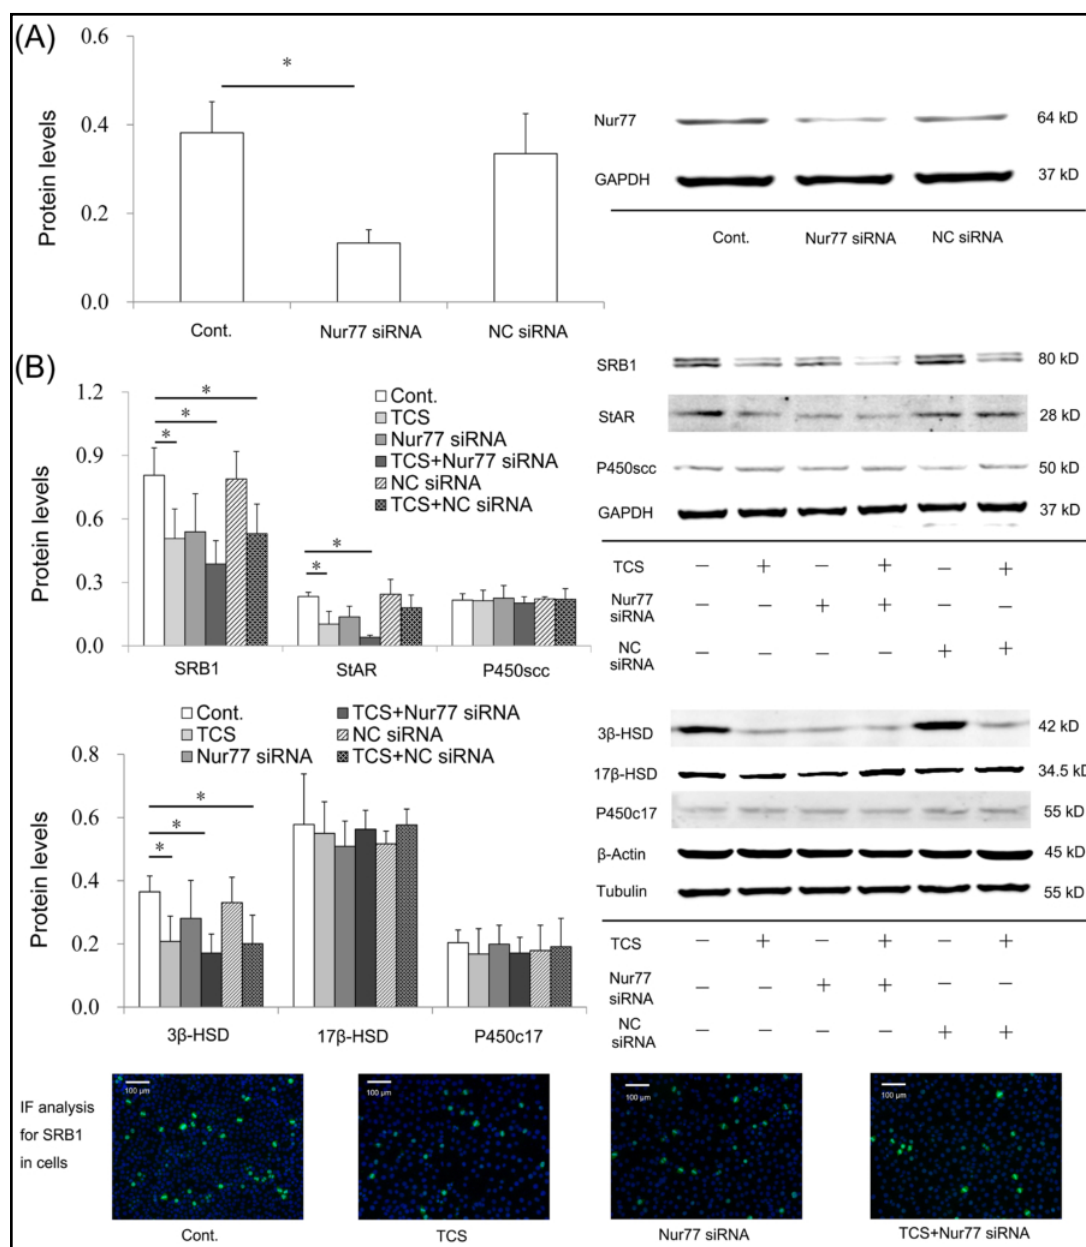 (A)
0.6
0.4
0.2
0.0
Protein levels
*
Cont.
Nur77 siRNA
NC siRNA
Nur77
64 kD
GAPDH
37 kD
Cont.
Nur77 siRNA
NC siRNA
(B)
1.2
0.9
0.6
0.3
0.0
Protein levels
*
*
*
*
*
Cont.
TCS
Nur77 siRNA
TCS+Nur77 siRNA
NC siRNA
TCS+NC siRNA
SRB1
StAR
P450scc
SRB1
80 kD
StAR
28 kD
P450scc
50 kD
GAPDH
37 kD
TCS − + − + − +
Nur77
siRNA
− − + + − −
NC
siRNA
− − − − + +
Cont.
TCS
Nur77 siRNA
TCS+Nur77 siRNA
NC siRNA
TCS+NC siRNA
0.8
0.6
0.4
0.2
0.0
Protein levels
*
*
*
3β-HSD
17β-HSD
P450c17
3β-HSD
42 kD
17β-HSD
34.5 kD
P450c17
55 kD
β-Actin
45 kD
Tubulin
55 kD
TCS − + − + − +
Nur77
siRNA
− − + + − −
NC
siRNA
− − − − + +
IF analysis
for SRB1
in cells
100 μm
100 μm
100 μm
100 μm
Cont.
TCS
Nur77 siRNA
TCS+Nur77 siRNA